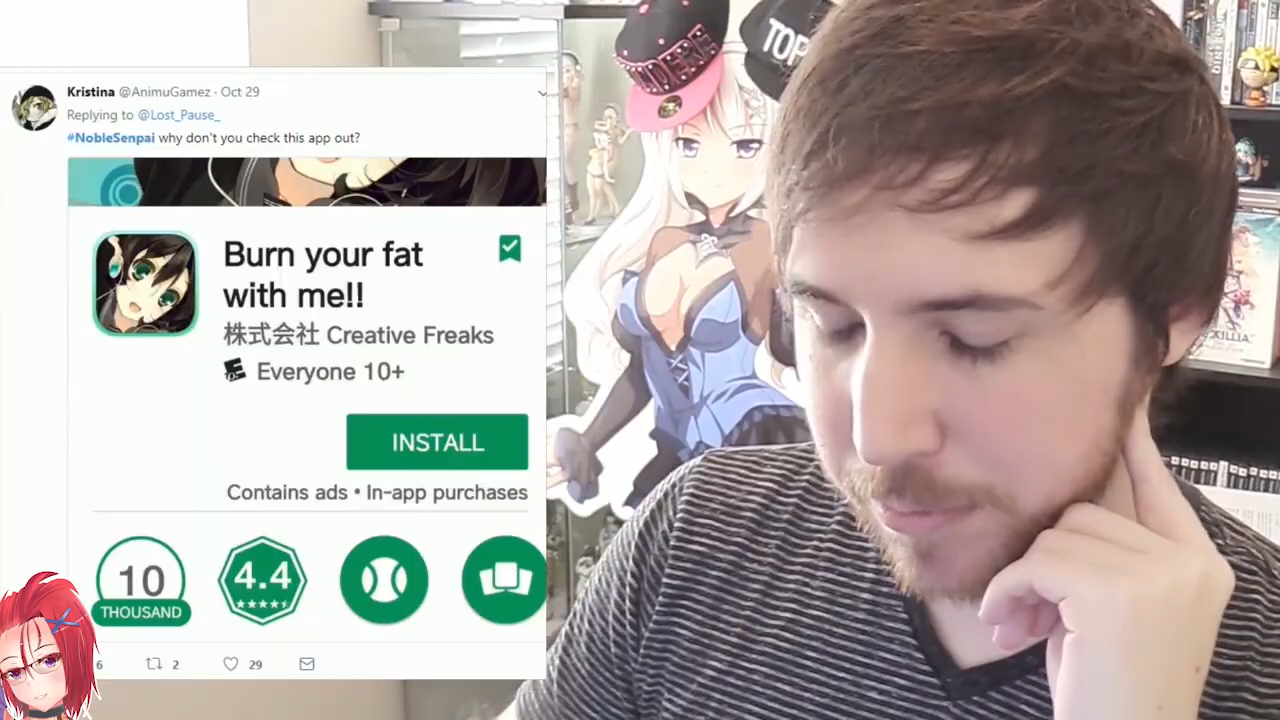 Kristina @AnimuGamez · Oct 29
Replying to @Lost_Pause_
#NobleSenpai why don't you check this app out?
Burn your fat
with me!!
株式会社 Creative Freaks
Everyone 10+
INSTALL
Contains ads • In-app purchases
10
THOUSAND
4.4
6
2
29
TOP